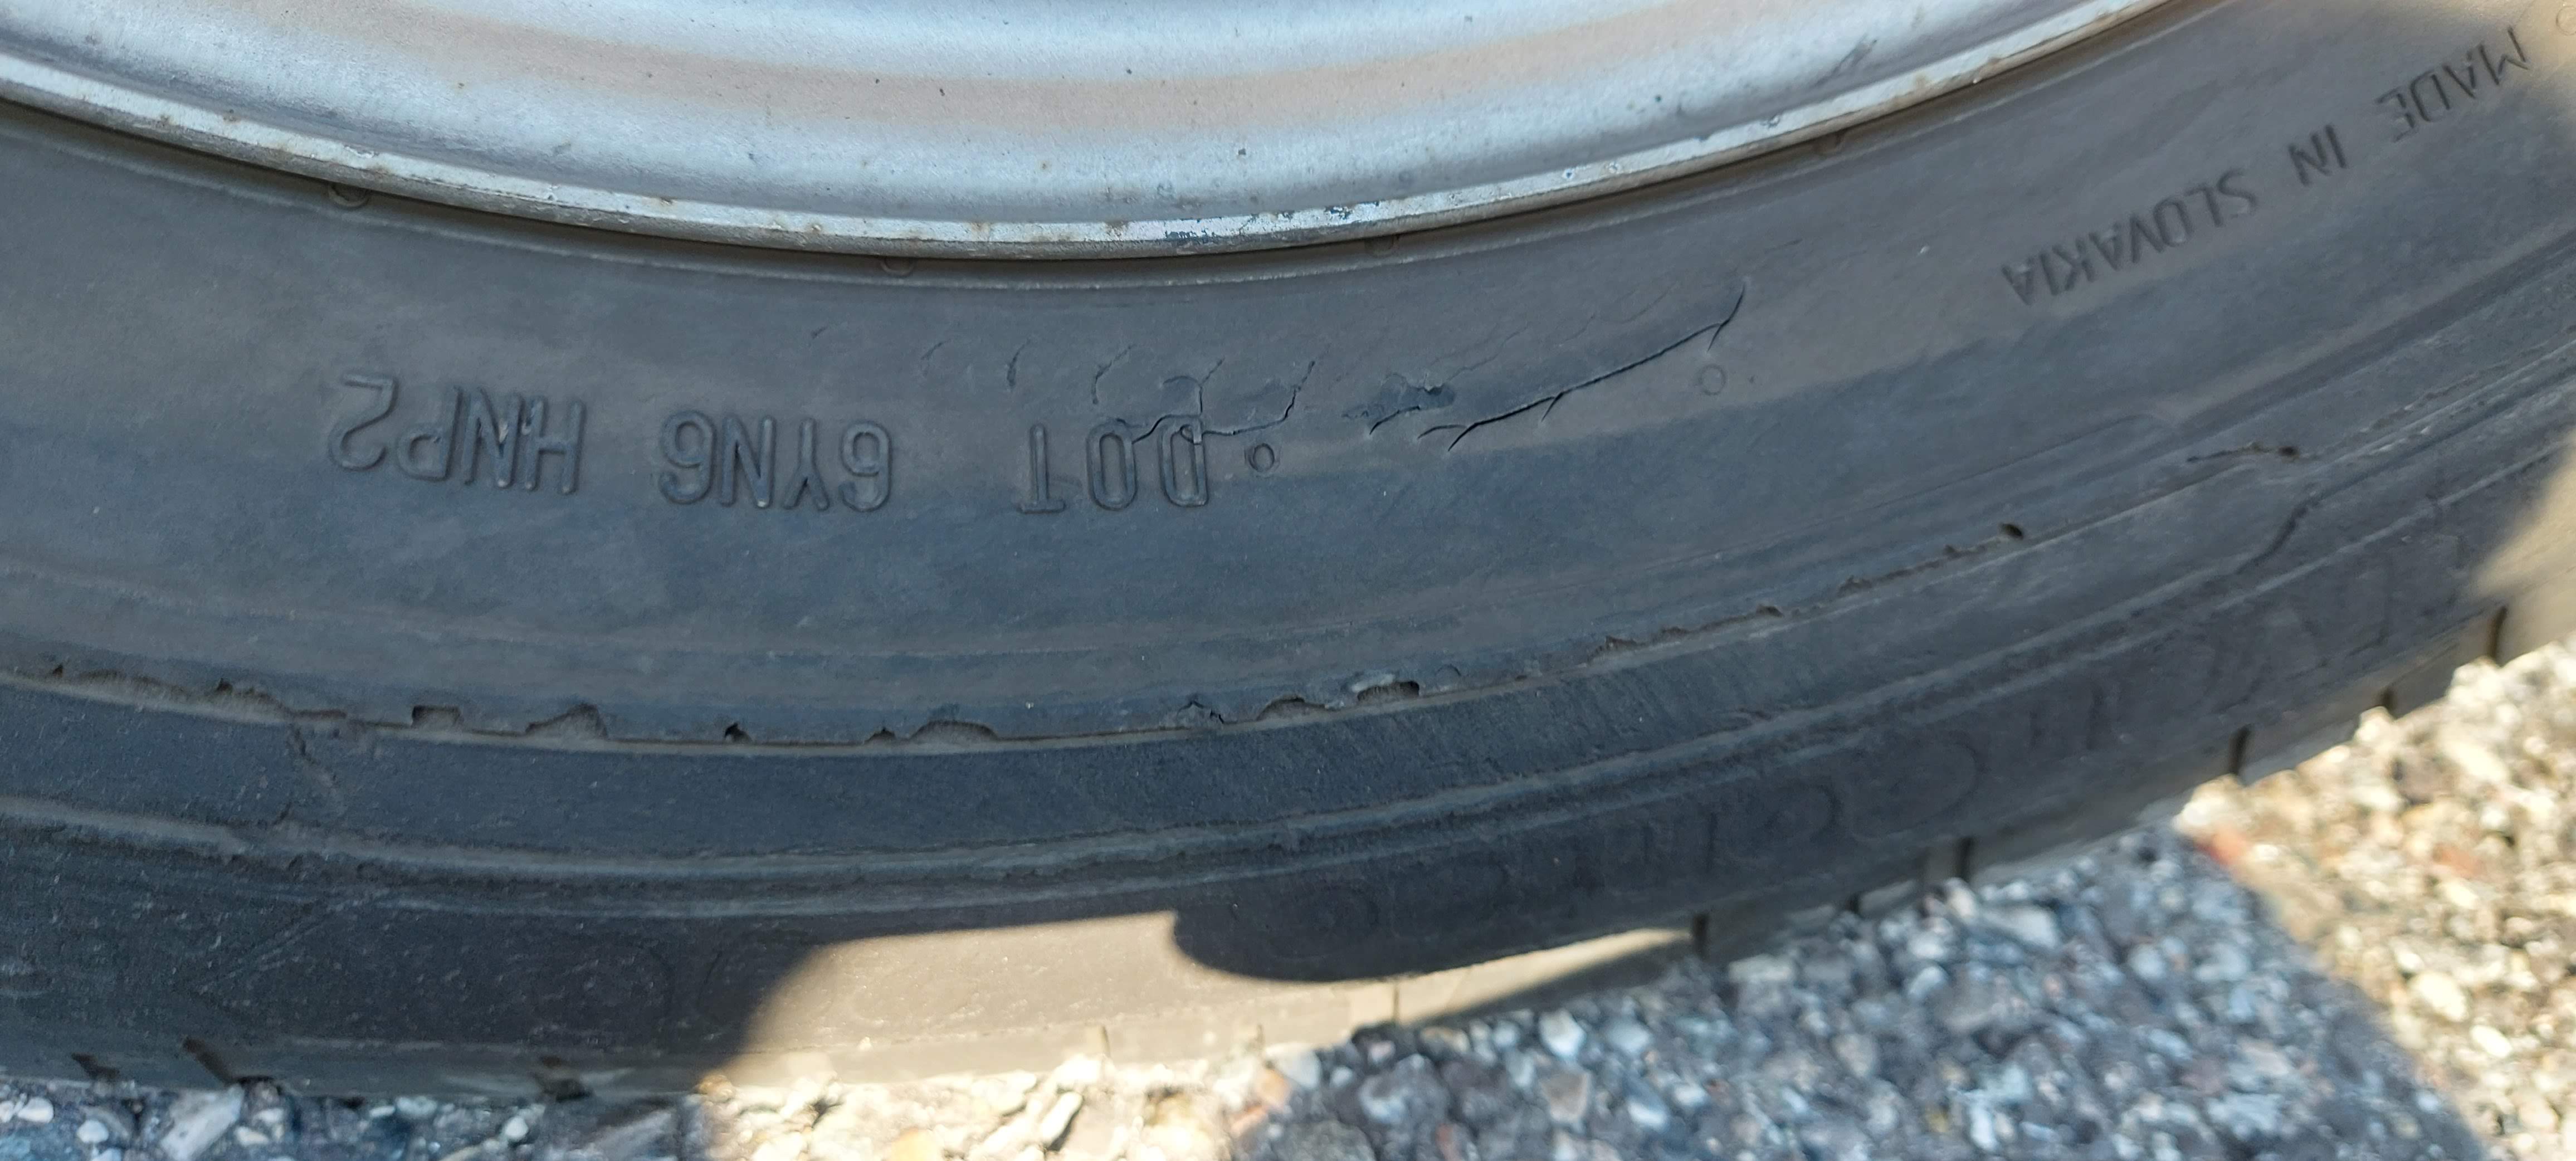 MADE IN SLOVAKIA
DOT 6YN6 HNP2